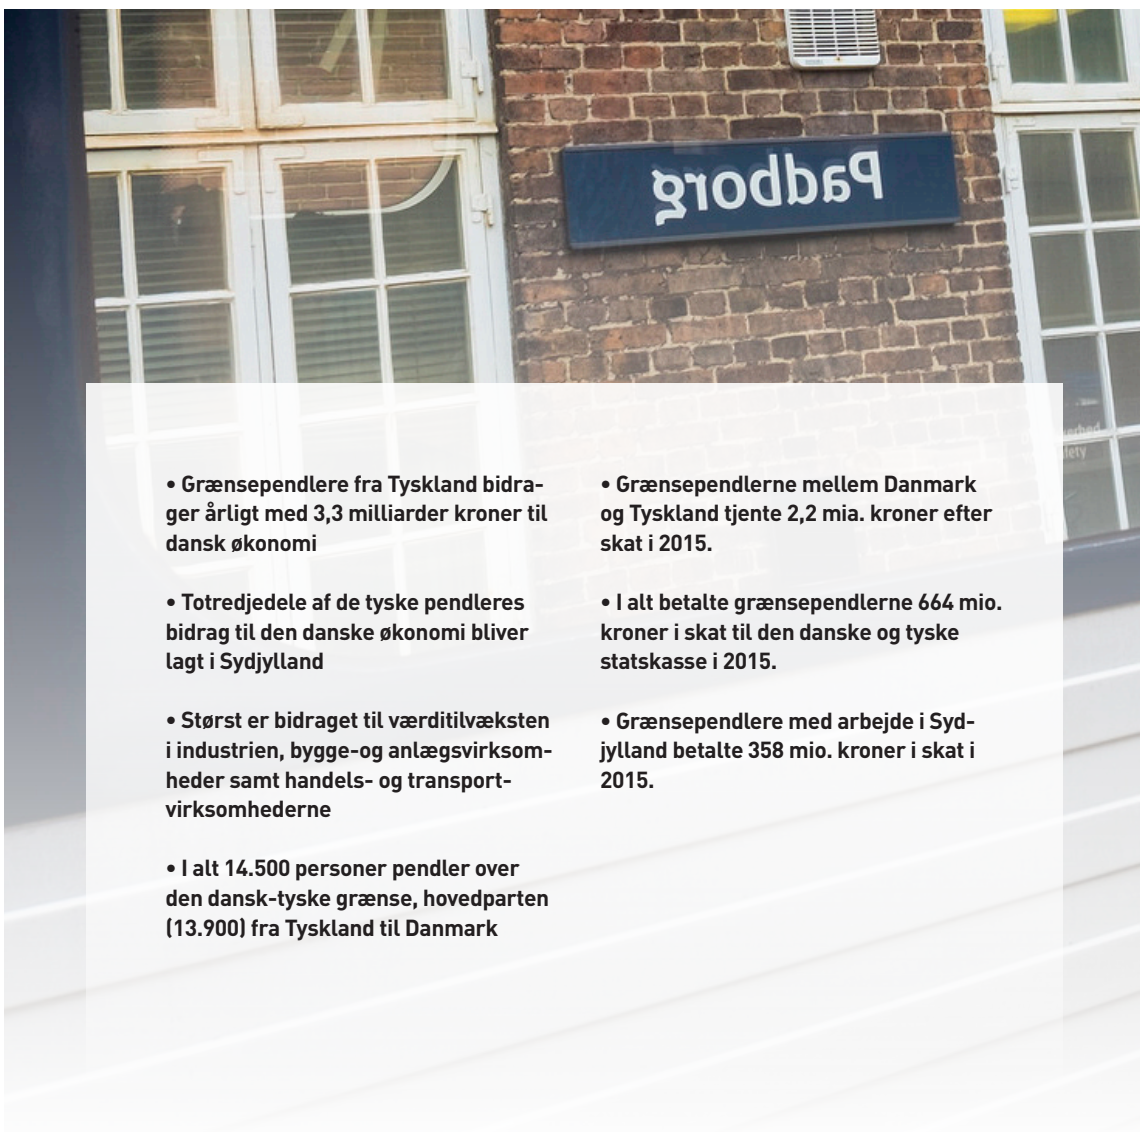 Padborg
• Grænsependlere fra Tyskland bidra-
ger årligt med 3,3 milliarder kroner til
dansk økonomi
• Totredjedele af de tyske pendleres
bidrag til den danske økonomi bliver
lagt i Sydjylland
• Størst er bidraget til værditilvæksten
i industrien, bygge-og anlægsvirksom-
heder samt handels- og transport-
virksomhederne
• I alt 14.500 personer pendler over
den dansk-tyske grænse, hovedparten
(13.900) fra Tyskland til Danmark
• Grænsependlerne mellem Danmark
og Tyskland tjente 2,2 mia. kroner efter
skat i 2015.
• I alt betalte grænsependlerne 664 mio.
kroner i skat til den danske og tyske
statskasse i 2015.
• Grænsependlere med arbejde i Syd-
jylland betalte 358 mio. kroner i skat i
2015.